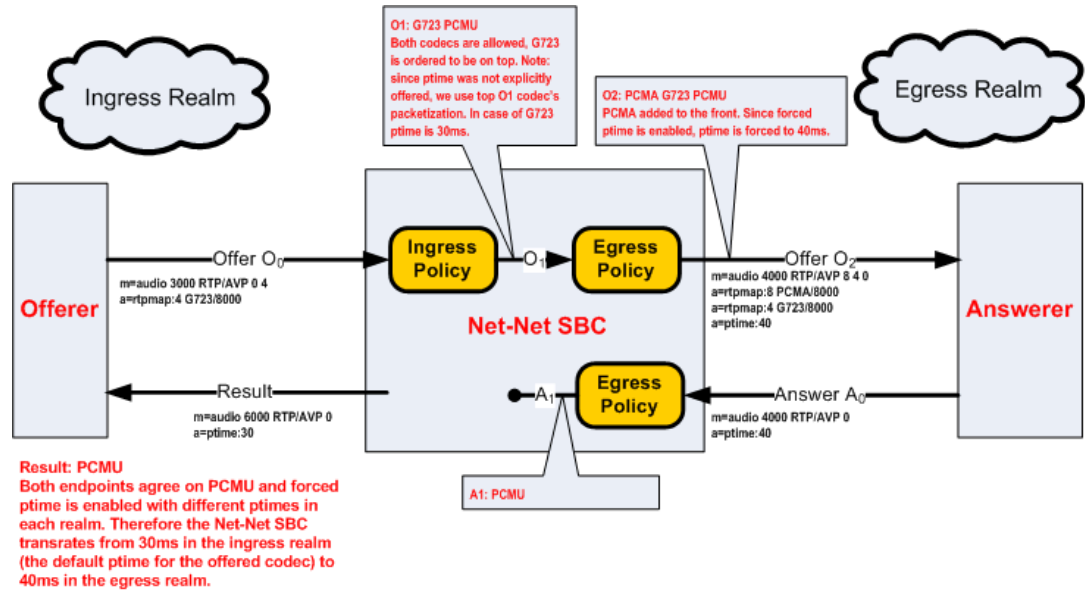 O1: G723 PCMU
Both codecs are allowed, G723
is ordered to be on top. Note:
since ptime was not explicitly
offered, we use top O1 codec's
packetization. In case of G723
ptime is 30ms.
Ingress Realm
O2: PCMA G723 PCMU
PCMA added to the front. Since forced
ptime is enabled, ptime is forced to 40ms.
Egress Realm
Offerer
Offer O0
m=audio 3000 RTP/AVP 0 4
a=rtpmap:4 G723/8000
Ingress
Policy
O1
Egress
Policy
Offer O2
m=audio 4000 RTP/AVP 8 4 0
a=rtpmap:8 PCMA/8000
a=rtpmap:4 G723/8000
a=ptime:40
Answerer
Net-Net SBC
Result
m=audio 6000 RTP/AVP 0
a=ptime:30
A1
Egress
Policy
Answer A0
m=audio 4000 RTP/AVP 0
a=ptime:40
A1: PCMU
Result: PCMU
Both endpoints agree on PCMU and forced
ptime is enabled with different ptimes in
each realm. Therefore the Net-Net SBC
transrates from 30ms in the ingress realm
(the default ptime for the offered codec) to
40ms in the egress realm.